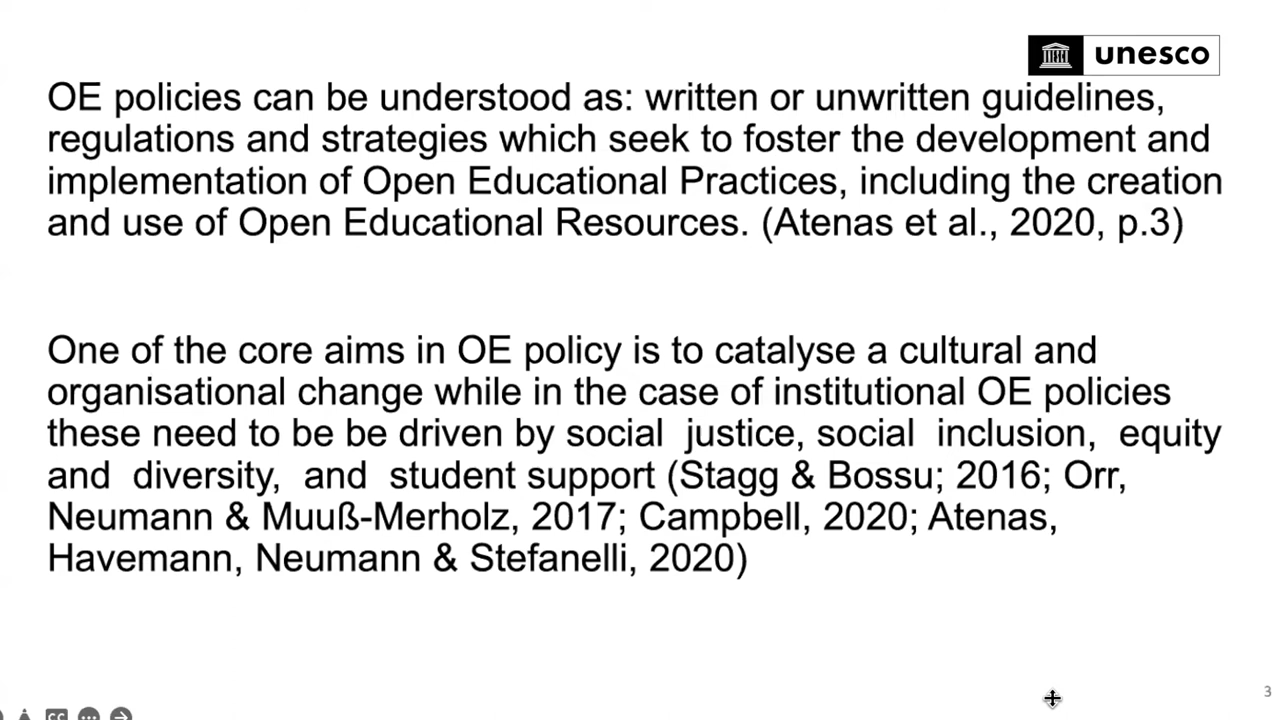 unesco
OE policies can be understood as: written or unwritten guidelines,
regulations and strategies which seek to foster the development and
implementation of Open Educational Practices, including the creation
and use of Open Educational Resources. (Atenas et al., 2020, p.3)
One of the core aims in OE policy is to catalyse a cultural and
organisational change while in the case of institutional OE policies
these need to be be driven by social justice, social inclusion, equity
and diversity, and student support (Stagg & Bossu; 2016; Orr,
Neumann & Muuß-Merholz, 2017; Campbell, 2020; Atenas,
Havemann, Neumann & Stefanelli, 2020)
3
CC